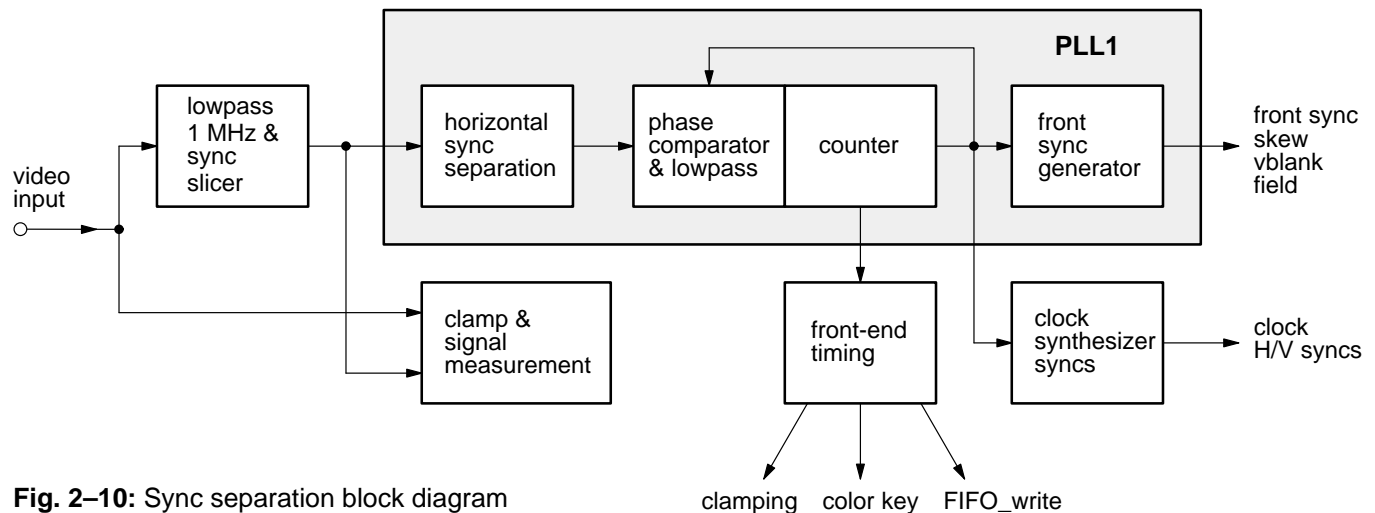 PLL1
lowpass
1 MHz &
sync
slicer
horizontal
sync
separation
phase
comparator
& lowpass
counter
front
sync
generator
front sync
skew
vblank
field
video
input
clamp &
signal
measurement
front-end
timing
clock
synthesizer
syncs
clock
H/V syncs
clamping
color key
FIFO_write
Fig. 2–10: Sync separation block diagram